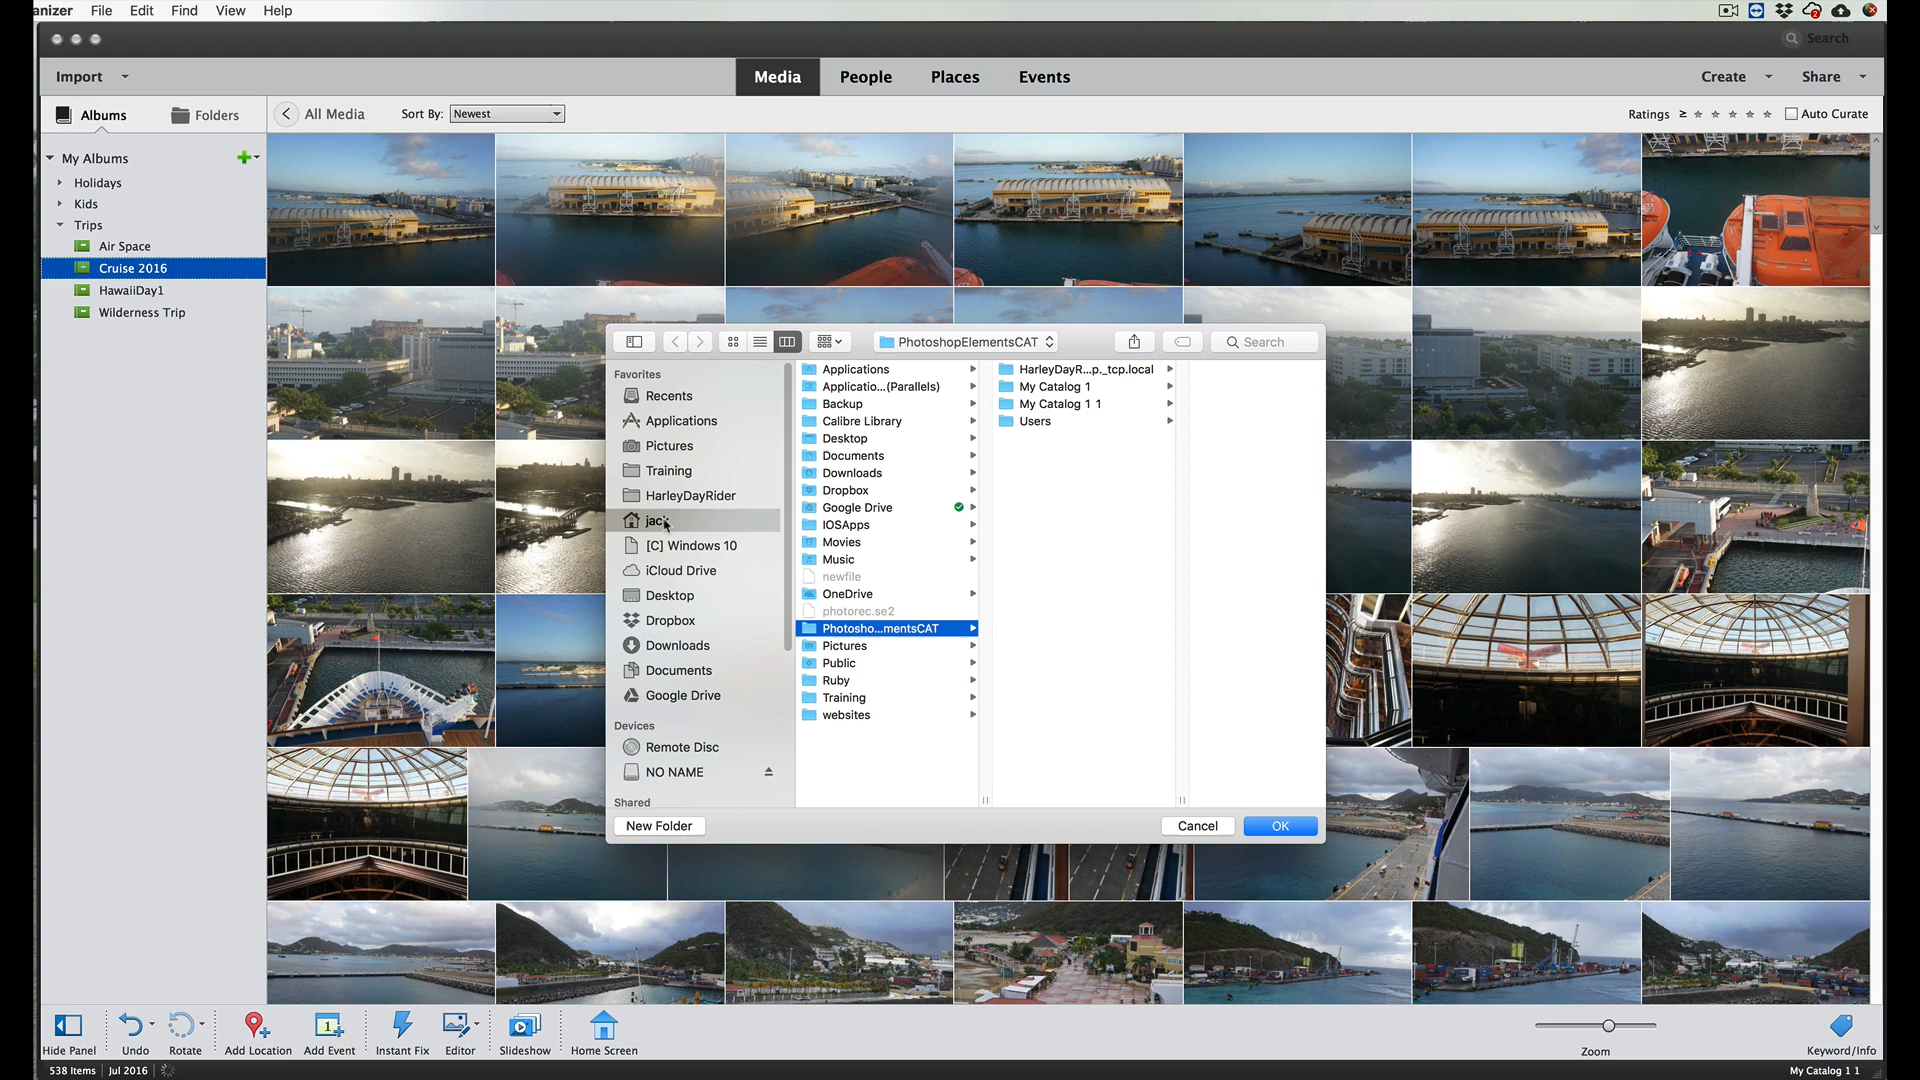 anizer File Edit Find View Help
2
Search
Import Media People Places Events Create Share
Albums Folders All Media Sort By: Newest Ratings ≥ Auto Curate
My Albums
Holidays
Kids
Trips
Air Space
Cruise 2016
HawaiiDay1
Wilderness Trip
PhotoshopElementsCAT Search
Favorites
Recents
Applications
Pictures
Training
HarleyDayRider
jack
[C] Windows 10
iCloud Drive
Desktop
Dropbox
Downloads
Documents
Google Drive
Devices
Remote Disc
NO NAME
Shared
Applications
Applicatio...(Parallels)
Backup
Calibre Library
Desktop
Documents
Downloads
Dropbox
Google Drive
IOSApps
Movies
Music
newfile
OneDrive
photorec.se2
Photosho...mentsCAT
Pictures
Public
Ruby
Training
websites
HarleyDayR...p._tcp.local
My Catalog 1
My Catalog 1 1
Users
New Folder Cancel OK
1
Hide Panel Undo Rotate Add Location Add Event Instant Fix Editor Slideshow Home Screen Zoom Keyword/Info
538 Items Jul 2016 My Catalog 1 1